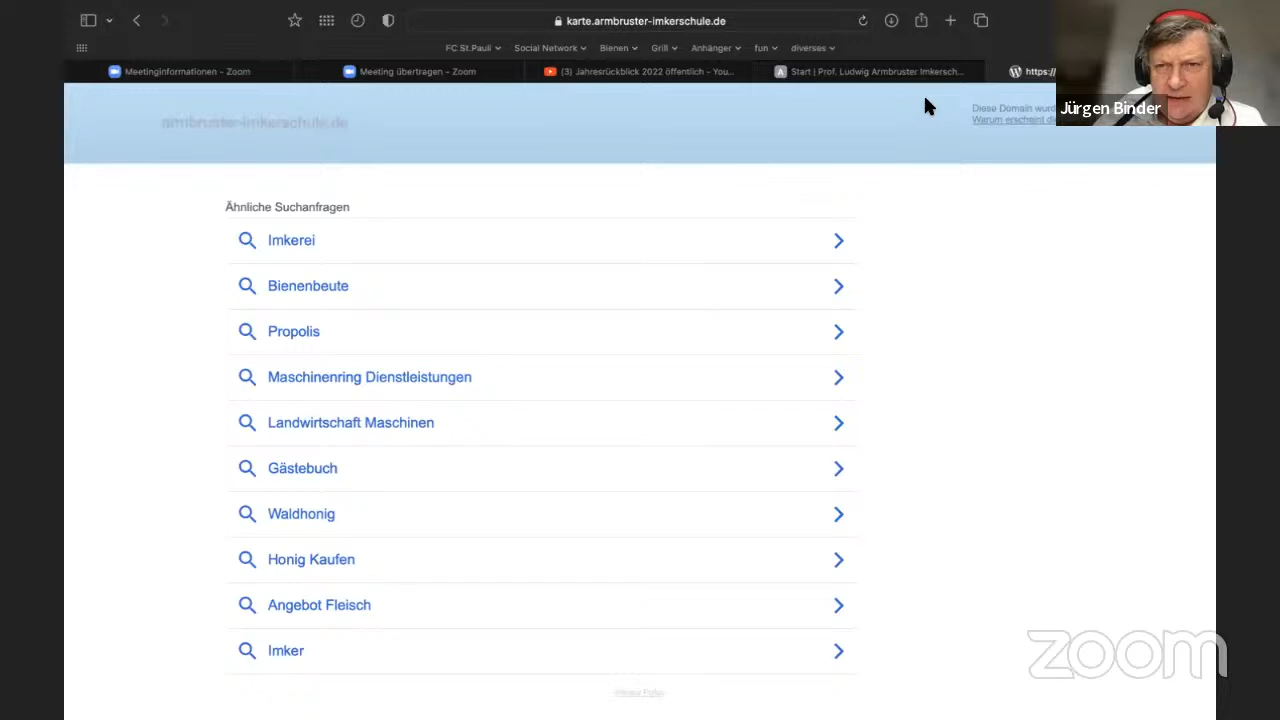 karte.armbruster-imkerschule.de
FC St.Pauli Social Network Bienen Grill Anhänger fun diverses
Meetinginformationen - Zoom Meeting übertragen - Zoom (3) Jahresrückblick 2022 öffentlich - You... Start | Prof. Ludwig Armbruster Imkersch... https:/
Jürgen Binder
armbruster-imkerschule.de
Diese Domain wurd
Warum erscheint di
Ähnliche Suchanfragen
Imkerei
Bienenbeute
Propolis
Maschinenring Dienstleistungen
Landwirtschaft Maschinen
Gästebuch
Waldhonig
Honig Kaufen
Angebot Fleisch
Imker
zoom